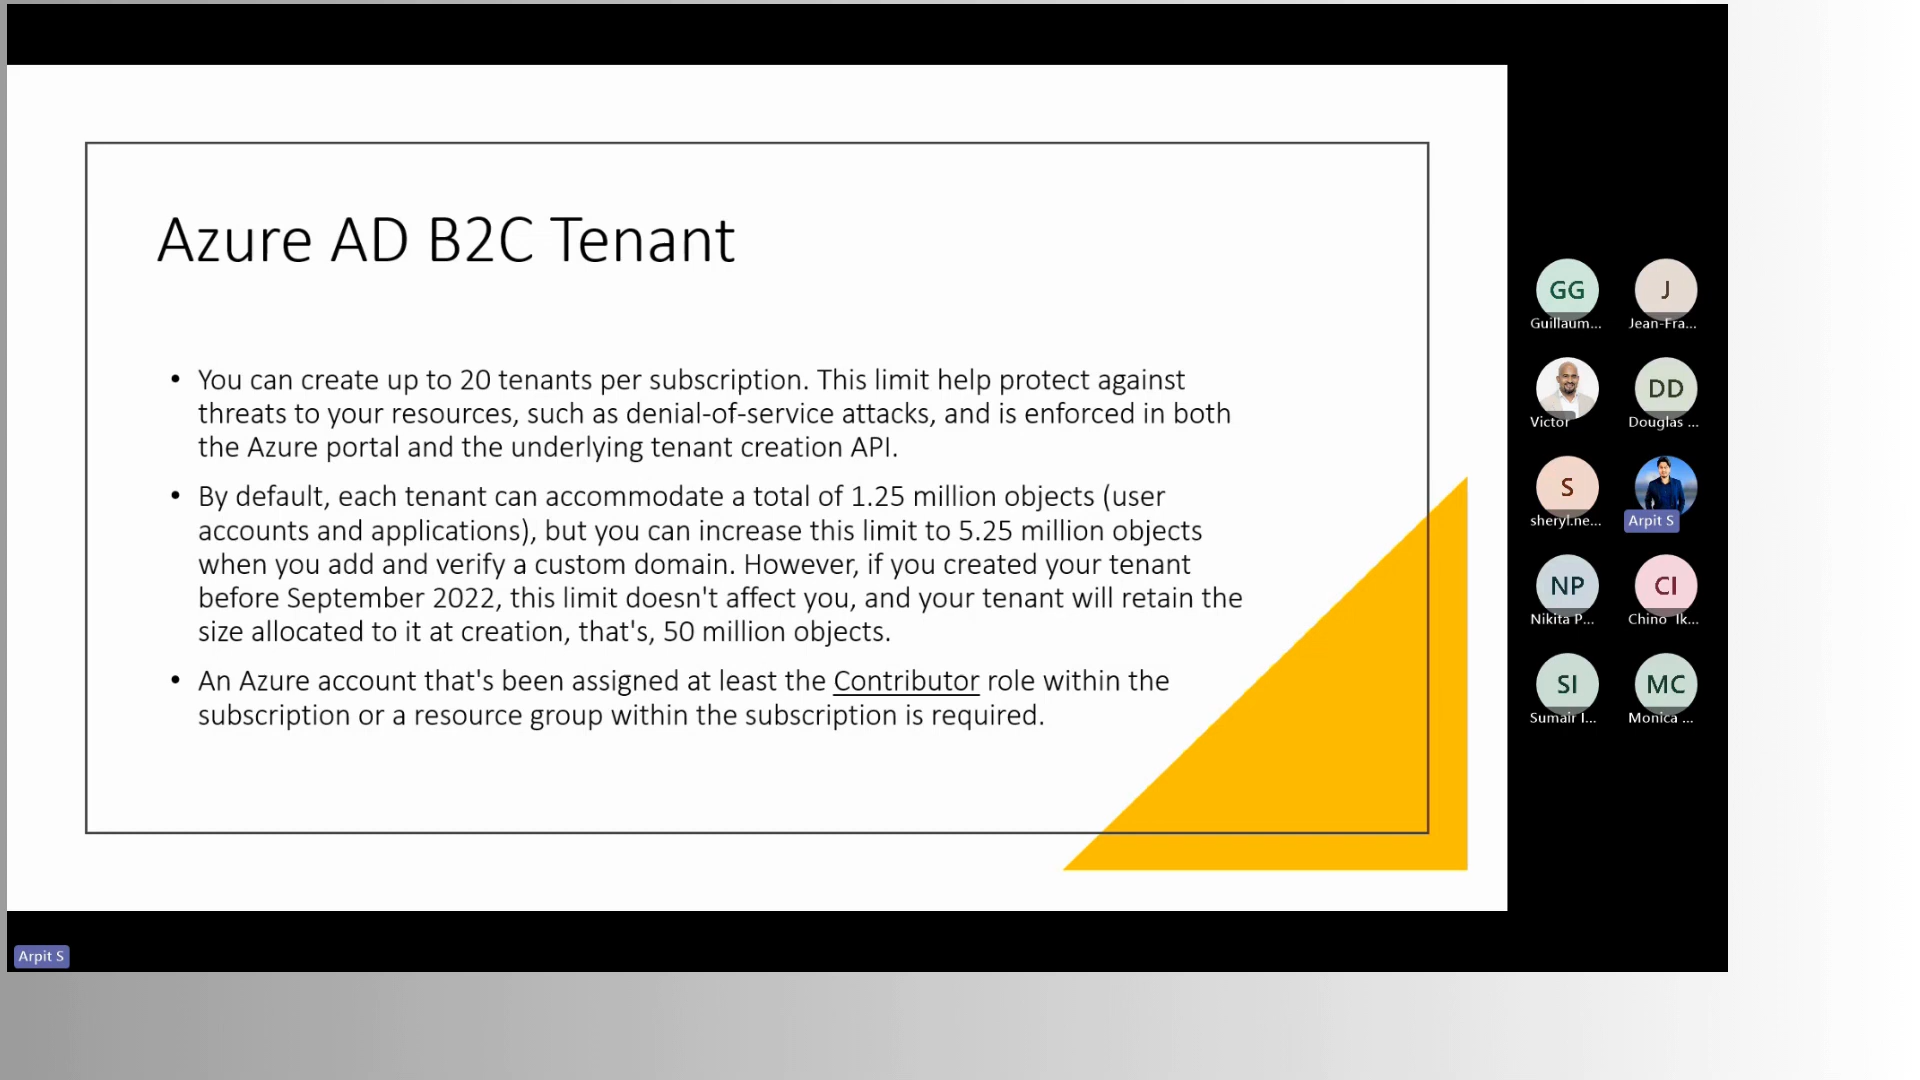 Azure AD B2C Tenant
• You can create up to 20 tenants per subscription. This limit help protect against
threats to your resources, such as denial-of-service attacks, and is enforced in both
the Azure portal and the underlying tenant creation API.
• By default, each tenant can accommodate a total of 1.25 million objects (user
accounts and applications), but you can increase this limit to 5.25 million objects
when you add and verify a custom domain. However, if you created your tenant
before September 2022, this limit doesn't affect you, and your tenant will retain the
size allocated to it at creation, that's, 50 million objects.
• An Azure account that's been assigned at least the Contributor role within the
subscription or a resource group within the subscription is required.
GG
Guillaum...
J
Jean-Fra...
Victor
DD
Douglas ...
S
sheryl.ne...
Arpit S
NP
Nikita P...
CI
Chino Ik...
SI
Sumair I...
MC
Monica ...
Arpit S